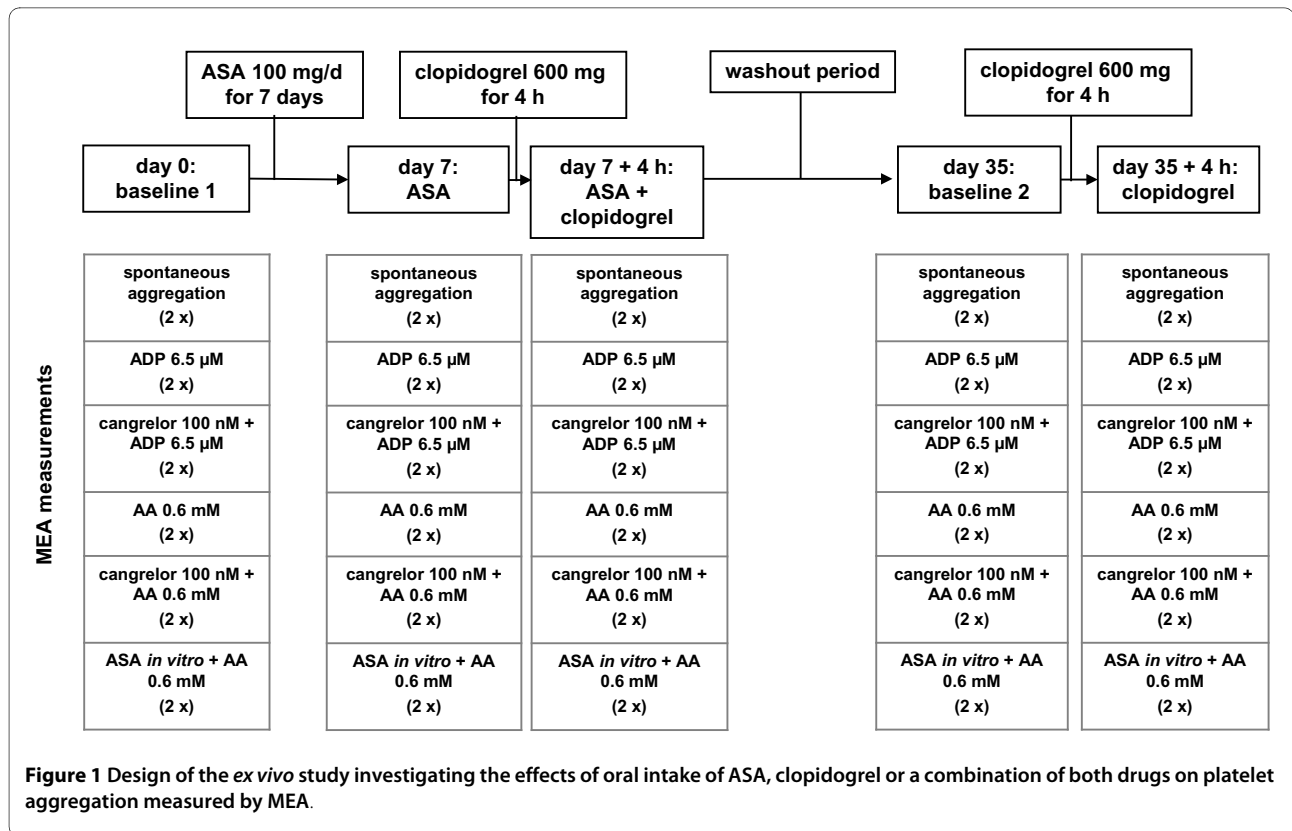 ASA 100 mg/d
for 7 days
clopidogrel 600 mg
for 4 h
washout period
clopidogrel 600 mg
for 4 h
day 0:
baseline 1
day 7:
ASA
day 7 + 4 h:
ASA +
clopidogrel
day 35:
baseline 2
day 35 + 4 h:
clopidogrel
MEA measurements
spontaneous
aggregation
(2 x)
ADP 6.5 µM
(2 x)
cangrelor 100 nM +
ADP 6.5 µM
(2 x)
AA 0.6 mM
(2 x)
cangrelor 100 nM +
AA 0.6 mM
(2 x)
ASA in vitro + AA
0.6 mM
(2 x)
spontaneous
aggregation
(2 x)
ADP 6.5 µM
(2 x)
cangrelor 100 nM +
ADP 6.5 µM
(2 x)
AA 0.6 mM
(2 x)
cangrelor 100 nM +
AA 0.6 mM
(2 x)
ASA in vitro + AA
0.6 mM
(2 x)
spontaneous
aggregation
(2 x)
ADP 6.5 µM
(2 x)
cangrelor 100 nM +
ADP 6.5 µM
(2 x)
AA 0.6 mM
(2 x)
cangrelor 100 nM +
AA 0.6 mM
(2 x)
ASA in vitro + AA
0.6 mM
(2 x)
spontaneous
aggregation
(2 x)
ADP 6.5 µM
(2 x)
cangrelor 100 nM +
ADP 6.5 µM
(2 x)
AA 0.6 mM
(2 x)
cangrelor 100 nM +
AA 0.6 mM
(2 x)
ASA in vitro + AA
0.6 mM
(2 x)
spontaneous
aggregation
(2 x)
ADP 6.5 µM
(2 x)
cangrelor 100 nM +
ADP 6.5 µM
(2 x)
AA 0.6 mM
(2 x)
cangrelor 100 nM +
AA 0.6 mM
(2 x)
ASA in vitro + AA
0.6 mM
(2 x)
Figure 1 Design of the ex vivo study investigating the effects of oral intake of ASA, clopidogrel or a combination of both drugs on platelet
aggregation measured by MEA.